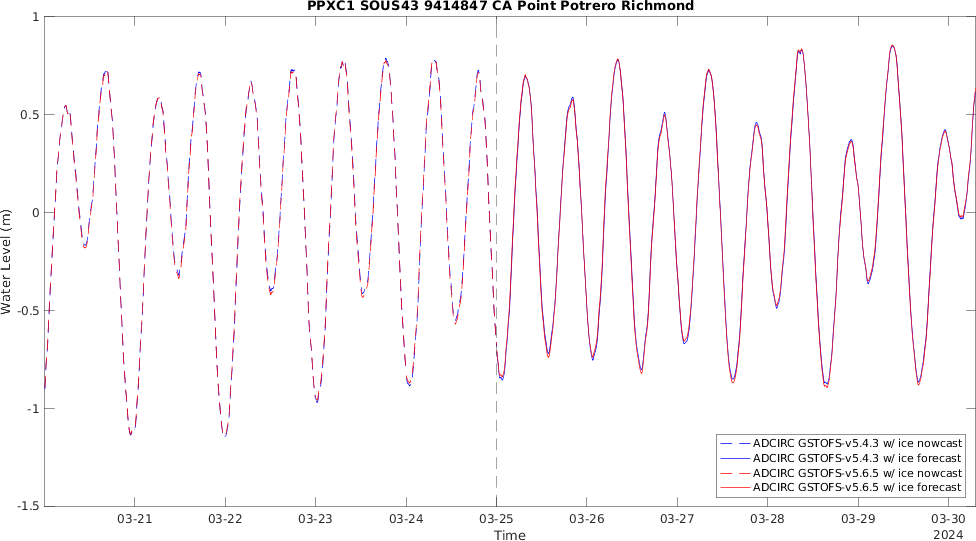 PPXC1 SOUS43 9414847 CA Point Potrero Richmond
1
0.5
0
-0.5
-1
-1.5
Water Level (m)
03-21
03-22
03-23
03-24
03-25
03-26
03-27
03-28
03-29
03-30
2024
Time
ADCIRC GSTOFS-v5.4.3 w/ ice nowcast
ADCIRC GSTOFS-v5.4.3 w/ ice forecast
ADCIRC GSTOFS-v5.6.5 w/ ice nowcast
ADCIRC GSTOFS-v5.6.5 w/ ice forecast